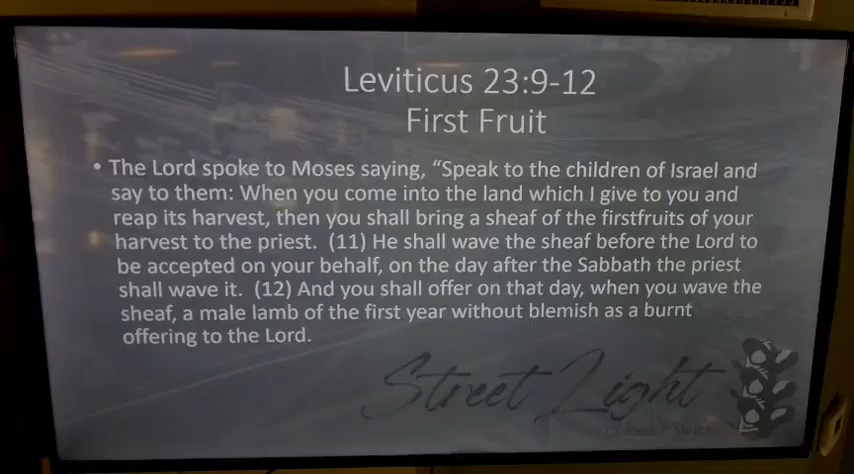 Leviticus 23:9-12
First Fruit
• The Lord spoke to Moses saying, “Speak to the children of Israel and
say to them: When you come into the land which I give to you and
reap its harvest, then you shall bring a sheaf of the firstfruits of your
harvest to the priest. (11) He shall wave the sheaf before the Lord to
be accepted on your behalf, on the day after the Sabbath the priest
shall wave it. (12) And you shall offer on that day, when you wave the
sheaf, a male lamb of the first year without blemish as a burnt
offering to the Lord.
Street Light